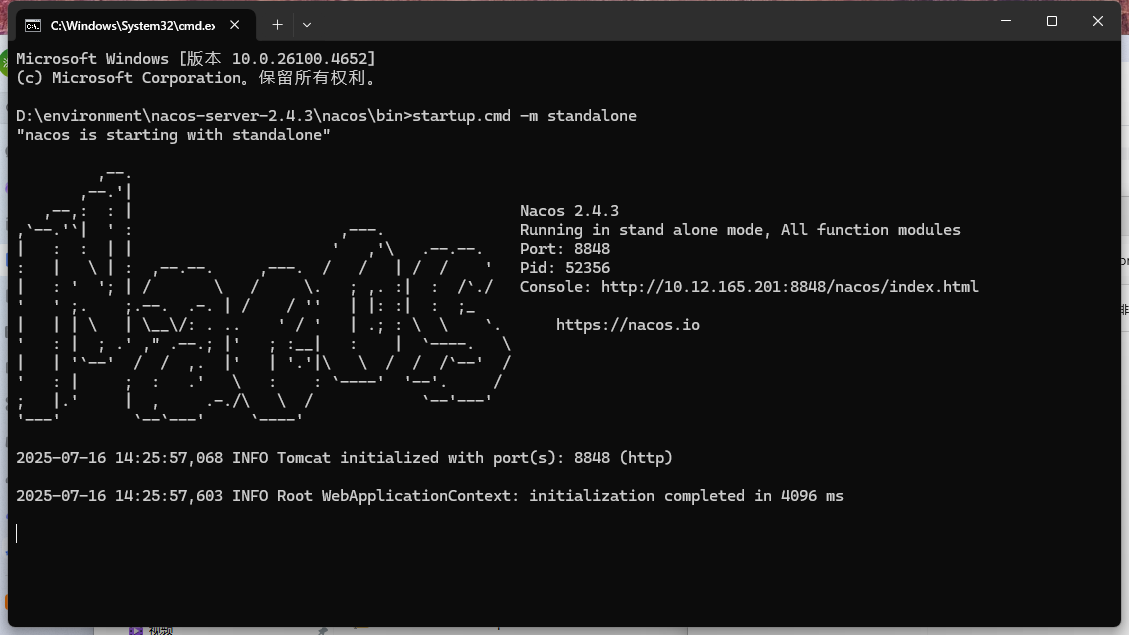 C:\Windows\System32\cmd.ex
Microsoft Windows [版本 10.0.26100.4652]
(c) Microsoft Corporation。保留所有权利。
D:\environment\nacos-server-2.4.3\nacos\bin>startup.cmd -m standalone
"nacos is starting with standalone"
Nacos 2.4.3
Running in stand alone mode, All function modules
Port: 8848
Pid: 52356
Console: http://10.12.165.201:8848/nacos/index.html
https://nacos.io
2025-07-16 14:25:57,068 INFO Tomcat initialized with port(s): 8848 (http)
2025-07-16 14:25:57,603 INFO Root WebApplicationContext: initialization completed in 4096 ms
视频